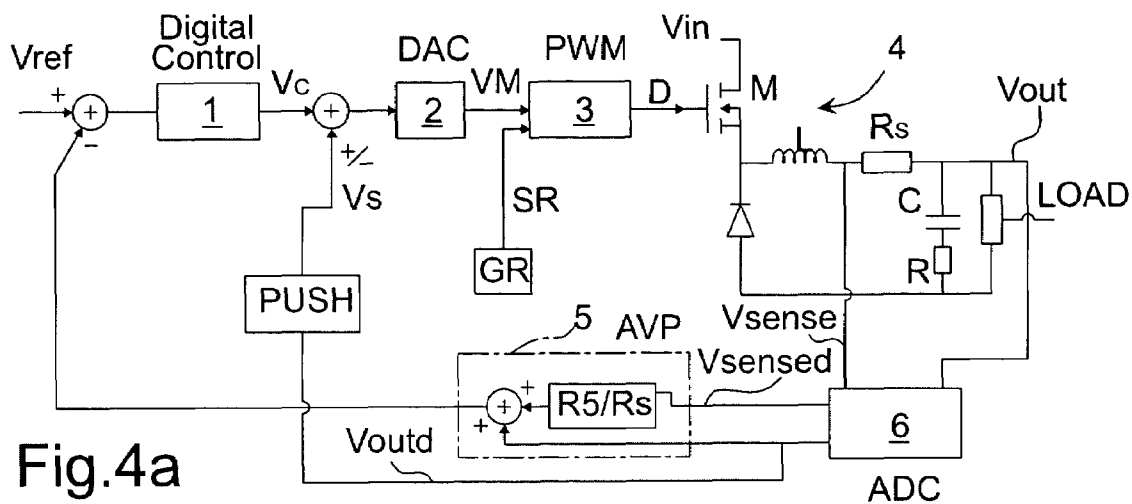 Vref
Digital
Control
1
Vc
+
-
+
+/-
Vs
DAC
2
VM
PWM
3
D
Vin
M
4
L
Rs
Vout
C
R
LOAD
SR
GR
PUSH
5
AVP
R5/Rs
+
+
+
Vsense
Vsensed
6
ADC
Voutd
Fig.4a